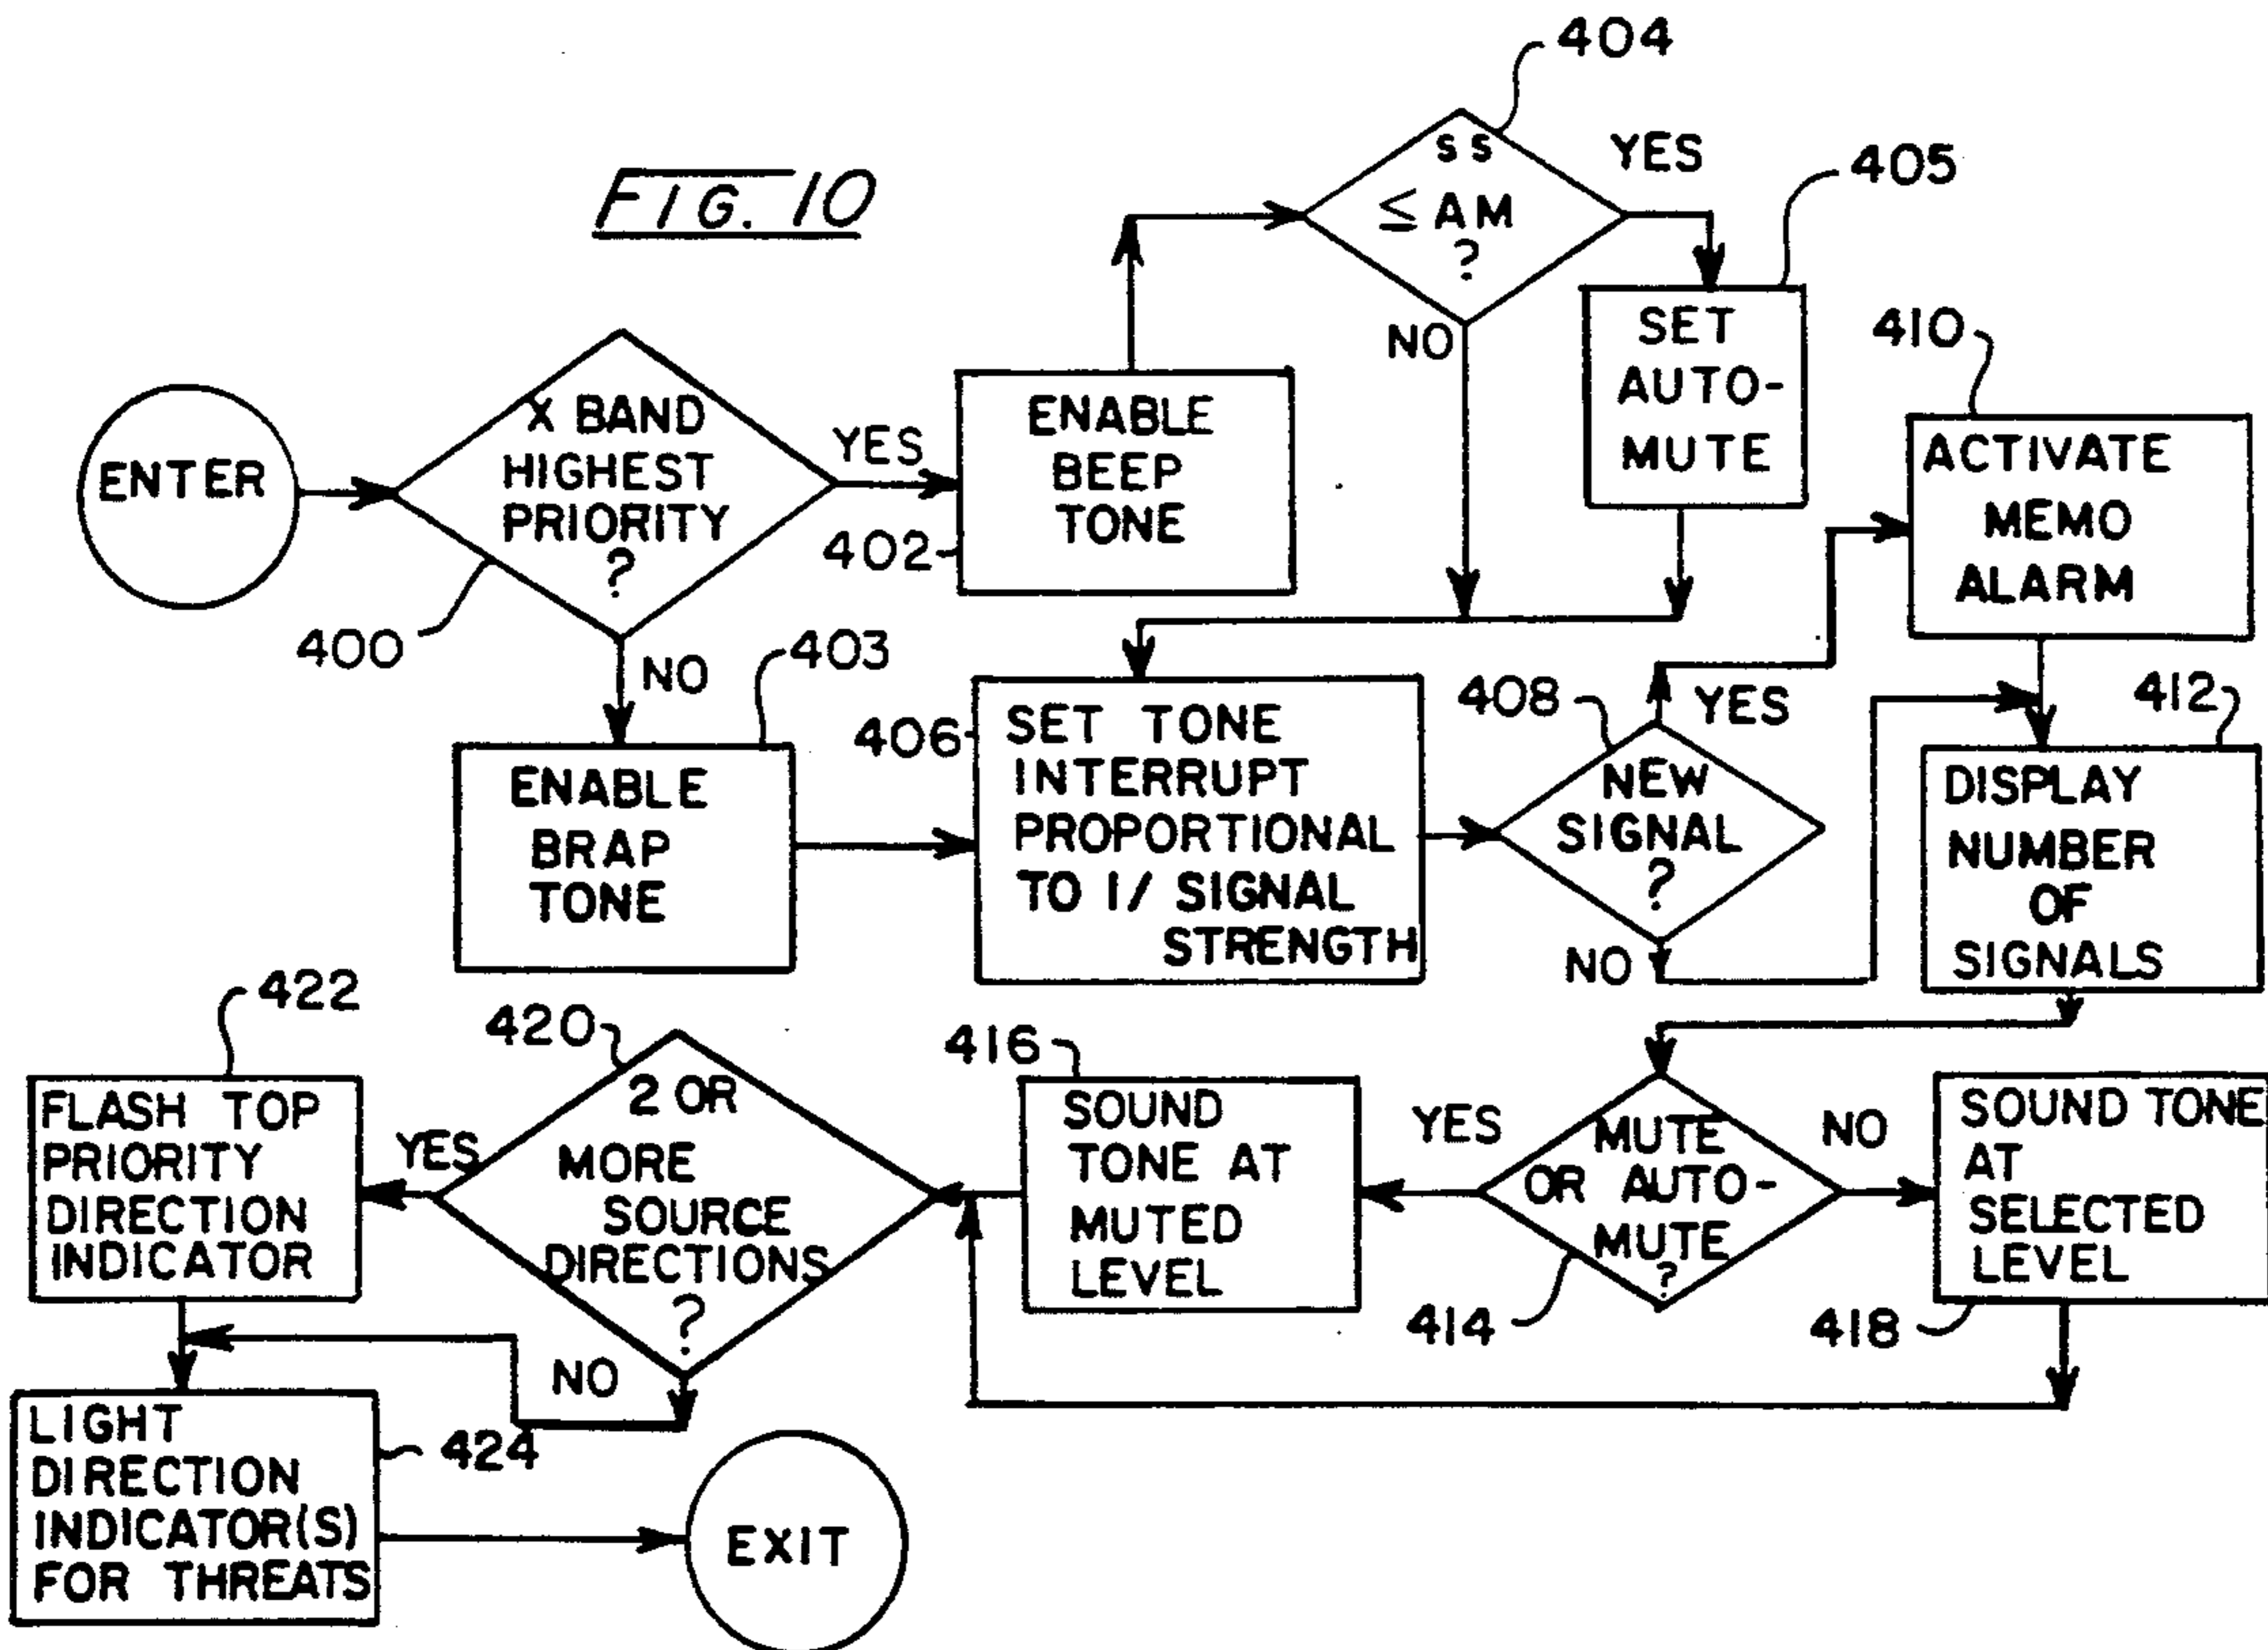 FIG. 10
ENTER
X BAND
HIGHEST
PRIORITY
?
400
YES
NO
402
ENABLE
BEEP
TONE
403
ENABLE
BRAP
TONE
404
SS
≤ AM
?
YES
NO
405
SET
AUTO-
MUTE
406
SET TONE
INTERRUPT
PROPORTIONAL
TO 1/ SIGNAL
STRENGTH
408
NEW
SIGNAL
?
YES
NO
410
ACTIVATE
MEMO
ALARM
412
DISPLAY
NUMBER
OF
SIGNALS
414
MUTE
OR AUTO-
MUTE
?
YES
NO
416
SOUND
TONE AT
MUTED
LEVEL
418
SOUND TONE
AT
SELECTED
LEVEL
420
2 OR
MORE
SOURCE
DIRECTIONS
?
YES
NO
422
FLASH TOP
PRIORITY
DIRECTION
INDICATOR
424
LIGHT
DIRECTION
INDICATOR(S)
FOR THREATS
EXIT